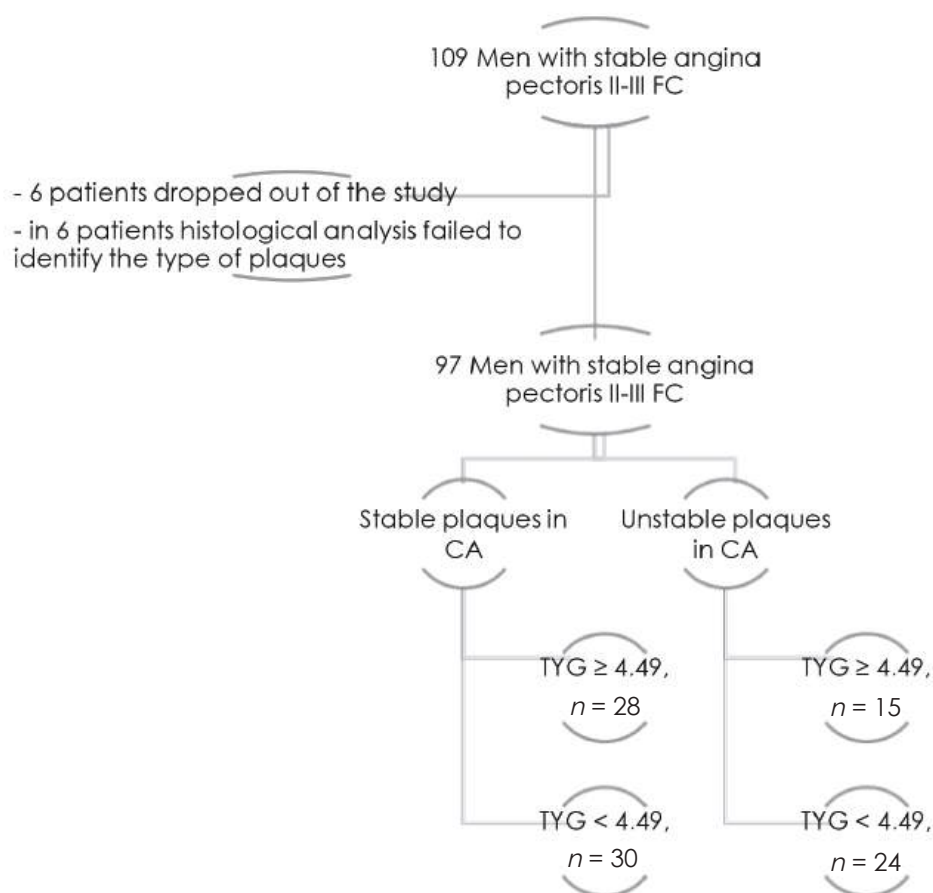 109 Men with stable angina
pectoris II-III FC
- 6 patients dropped out of the study
- in 6 patients histological analysis failed to
identify the type of plaques
97 Men with stable angina
pectoris II-III FC
Stable plaques in
CA
Unstable plaques
in CA
TYG ≥ 4.49,
n = 28
TYG ≥ 4.49,
n = 15
TYG < 4.49,
n = 30
TYG < 4.49,
n = 24